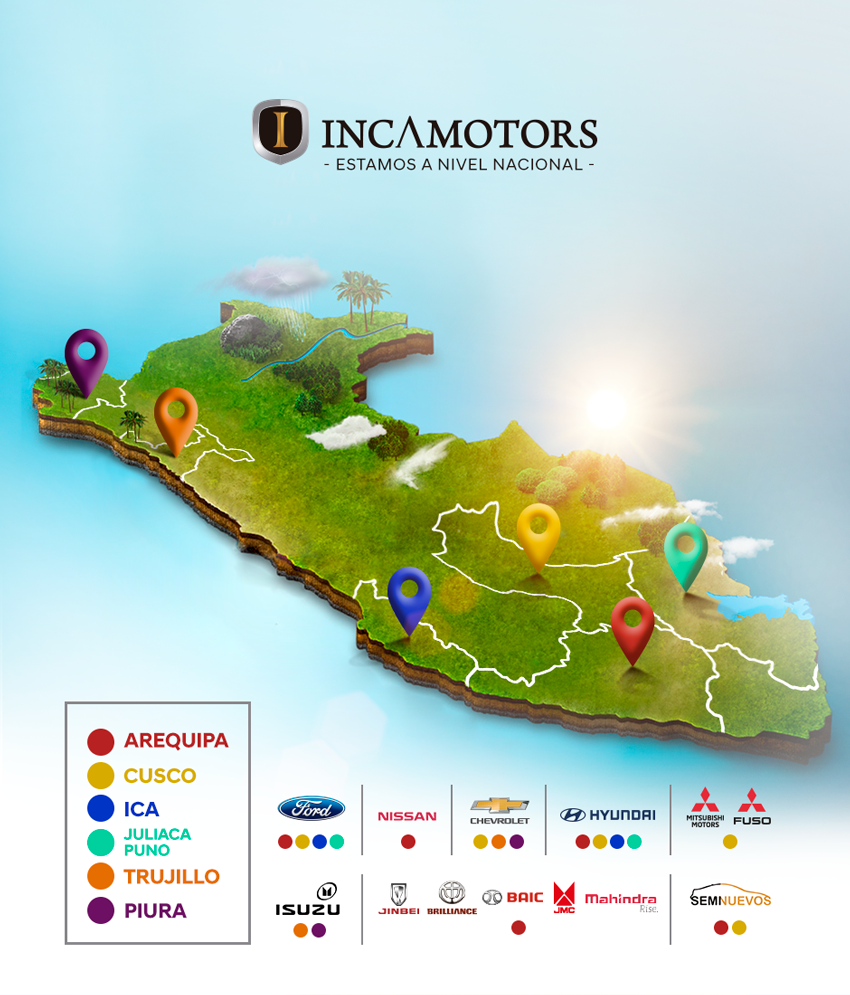 I INCAMOTORS
- ESTAMOS A NIVEL NACIONAL -
AREQUIPA
CUSCO
ICA
JULIACA
PUNO
TRUJILLO
PIURA
Ford
NISSAN
CHEVROLET
HYUNDAI
MITSUBISHI
MOTORS
FUSO
ISUZU
JINBEI
BRILLIANCE
BAIC
JMC
Mahindra
Rise.
SEMINUEVOS